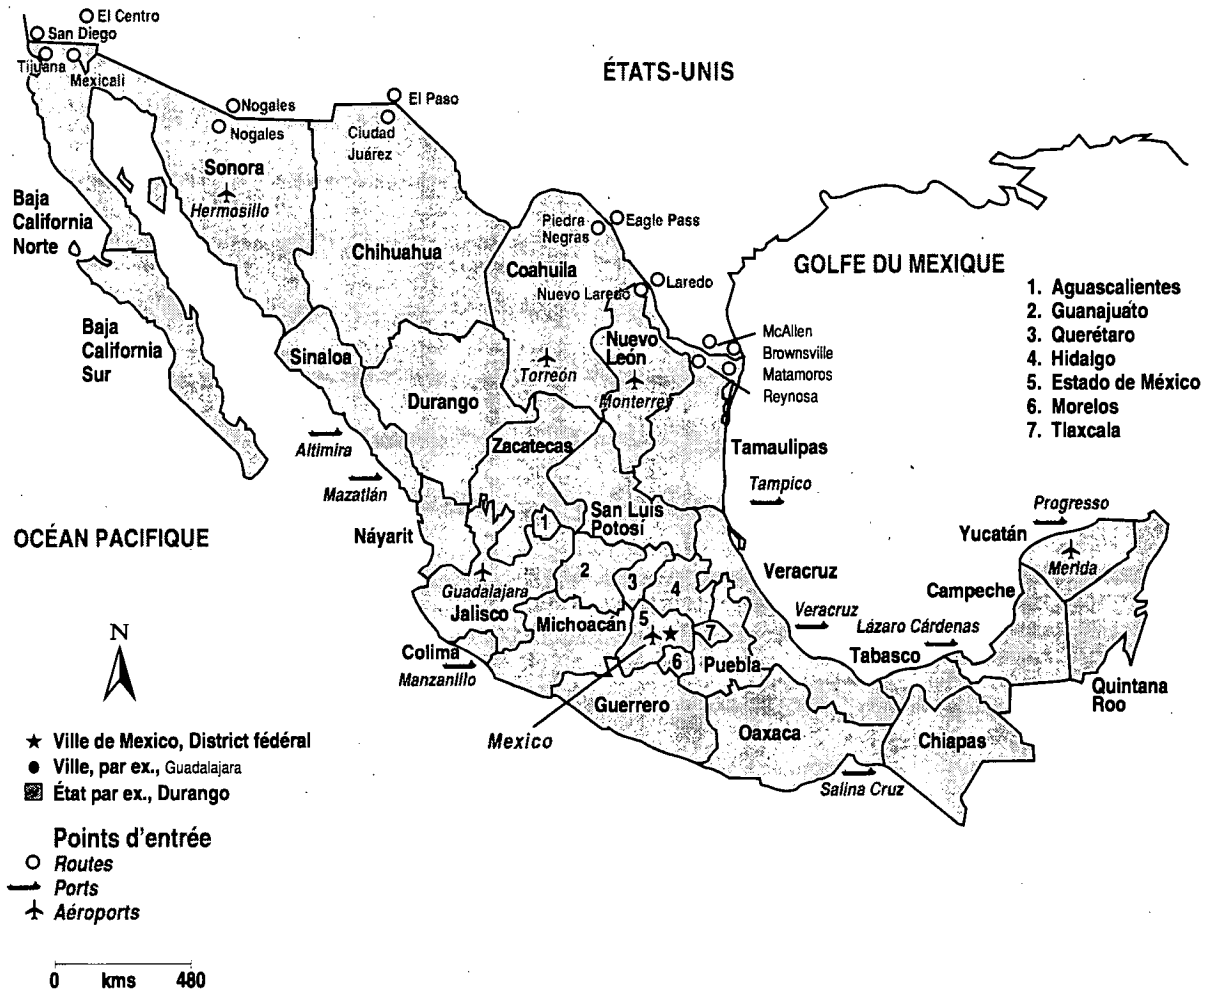 El Centro
San Diego
Tijuana
Mexicali
ÉTATS-UNIS
El Paso
Nogales
Nogales
Ciudad
Juárez
Sonora
Hermosillo
Baja
California
Norte
Chihuahua
Piedra
Negras
Eagle Pass
Coahuila
Laredo
Nuevo Laredo
GOLFE DU MEXIQUE
1. Aguascalientes
2. Guanajuato
3. Querétaro
4. Hidalgo
5. Estado de México
6. Morelos
7. Tlaxcala
Baja
California
Sur
Sinaloa
Nuevo
León
McAllen
Brownsville
Matamoros
Reynosa
Torreón
Monterrey
Durango
Zacatecas
Altimira
Tamaulipas
Mazatlán
Tampico
San Luis
Potosí
Progresso
OCÉAN PACIFIQUE
Náyarit
1
Yucatán
Merida
2
3
4
Veracruz
Campeche
Guadalajara
Jalisco
Michoacán
5
7
Veracruz
Lázaro Cárdenas
Tabasco
N
Colima
Manzanillo
6
Puebla
Quintana
Roo
Guerrero
Mexico
Oaxaca
Chiapas
Salina Cruz
Ville de Mexico, District fédéral
Ville, par ex., Guadalajara
État par ex., Durango
Points d'entrée
Routes
Ports
Aéroports
0 kms 480